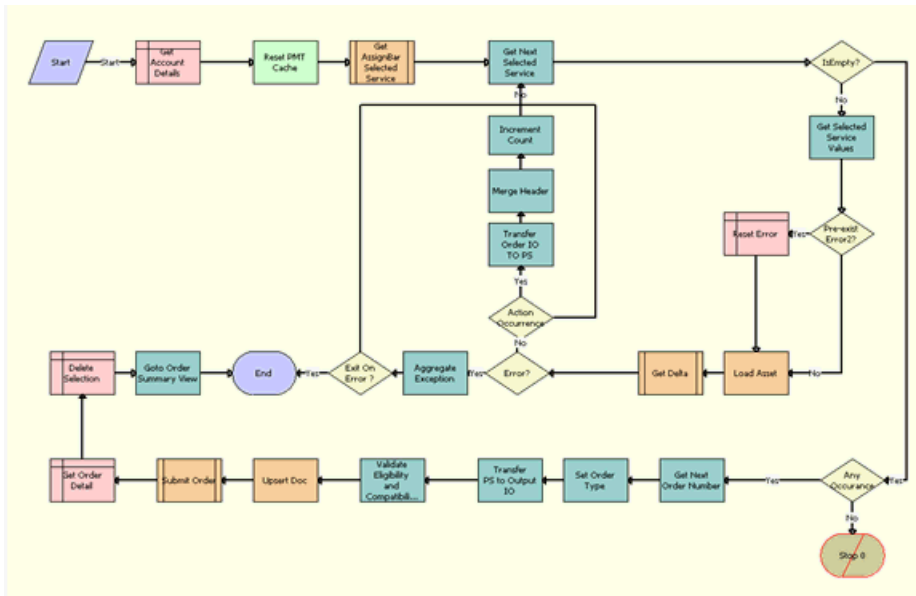 Start
Start
Get
Account
Details
Reset PMT
Cache
Get
AssignBar
Selected
Service
Get Next
Selected
Service
IsEmpty?
No
No
Increment
Count
Get Selected
Service
Values
Merge Header
Reset Error
Yes
Pre-exist
Error2?
Transfer
Order IO
TO PS
Yes
Action
Occurrence
No
Delete
Selection
Goto Order
Summary View
End
Yes
Exit On
Error ?
Aggregate
Exception
Yes
Error?
Get Delta
Load Asset
No
Get Order
Detail
Submit Order
Upsert Doc
Validate
Eligibility
and
Compatibili...
Transfer
PS to Output
IO
Set Order
Type
Get Next
Order Number
Yes
Any
Occurance
Yes
No
Stop 0